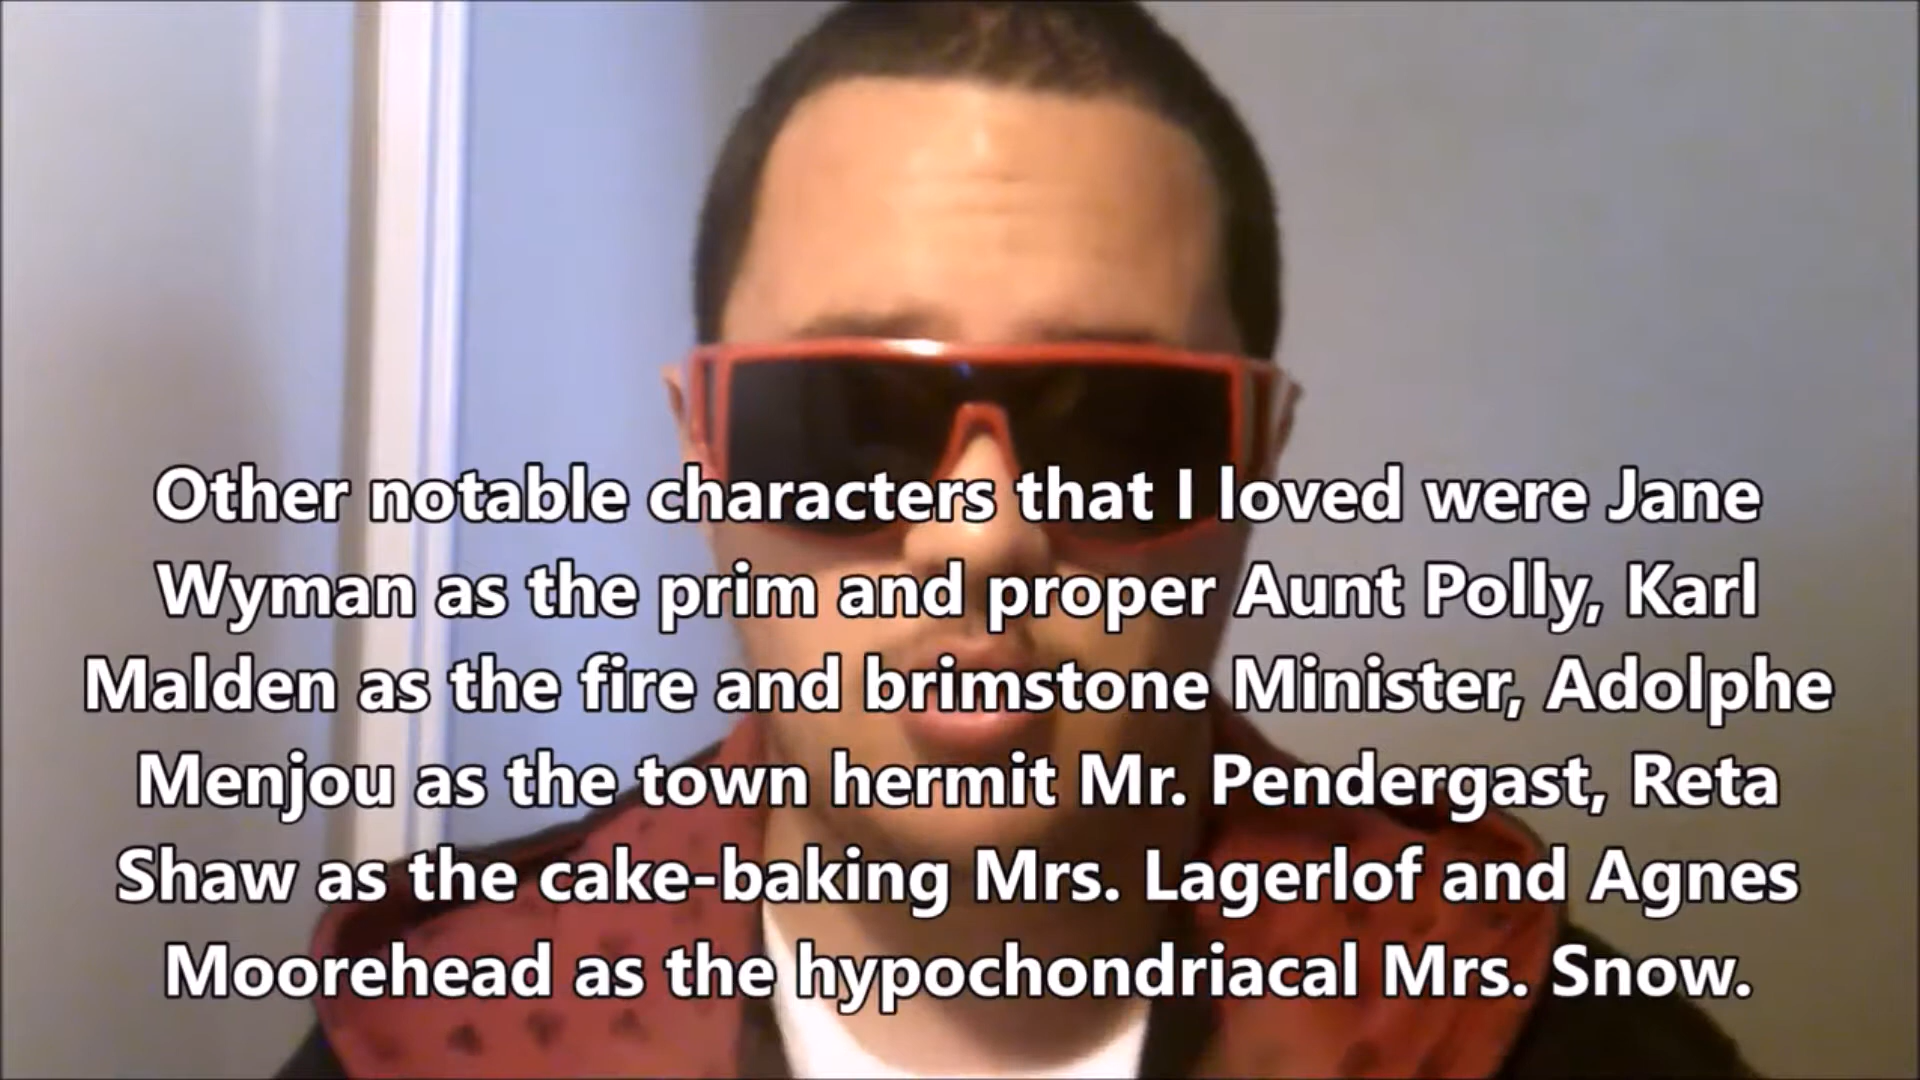 Other notable characters that I loved were Jane
Wyman as the prim and proper Aunt Polly, Karl
Malden as the fire and brimstone Minister, Adolphe
Menjou as the town hermit Mr. Pendergast, Reta
Shaw as the cake-baking Mrs. Lagerlof and Agnes
Moorehead as the hypochondriacal Mrs. Snow.